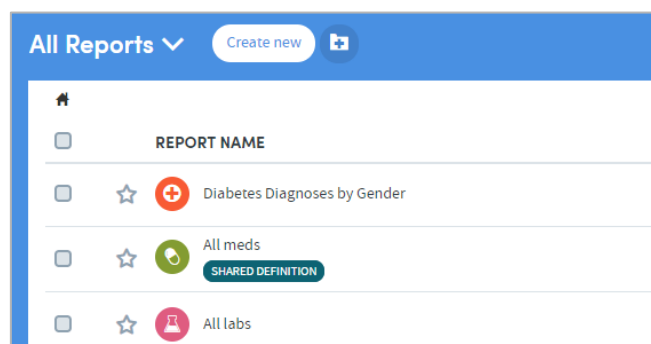 All Reports
Create new
REPORT NAME
Diabetes Diagnoses by Gender
All meds
SHARED DEFINITION
All labs